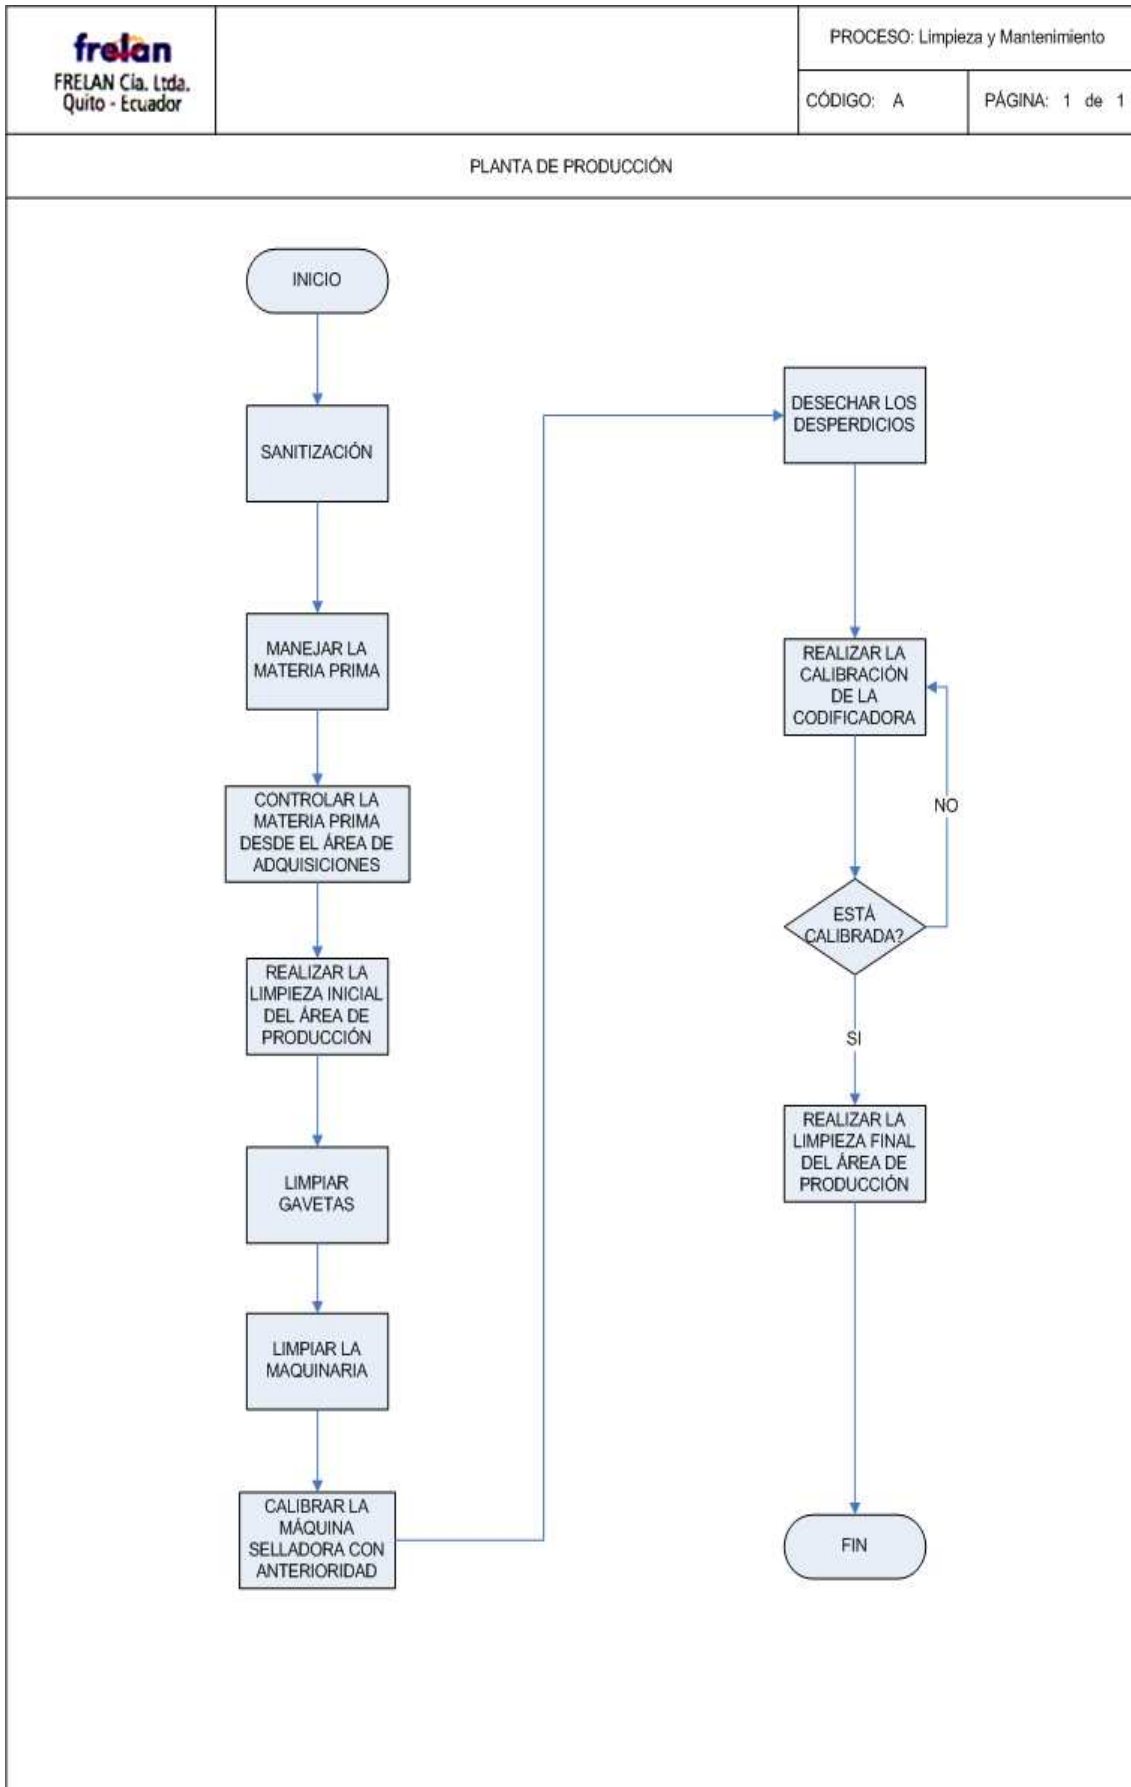 frelan
FRELAN Cía. Ltda.
Quito - Ecuador
PROCESO: Limpieza y Mantenimiento
CÓDIGO: A
PÁGINA: 1 de 1
PLANTA DE PRODUCCIÓN
INICIO
SANITIZACIÓN
MANEJAR LA
MATERIA PRIMA
CONTROLAR LA
MATERIA PRIMA
DESDE EL ÁREA DE
ADQUISICIONES
REALIZAR LA
LIMPIEZA INICIAL
DEL ÁREA DE
PRODUCCIÓN
LIMPIAR
GAVETAS
LIMPIAR LA
MAQUINARIA
CALIBRAR LA
MÁQUINA
SELLADORA CON
ANTERIORIDAD
DESECHAR LOS
DESPERDICIOS
REALIZAR LA
CALIBRACIÓN
DE LA
CODIFICADORA
NO
ESTÁ
CALIBRADA?
SI
REALIZAR LA
LIMPIEZA FINAL
DEL ÁREA DE
PRODUCCIÓN
FIN